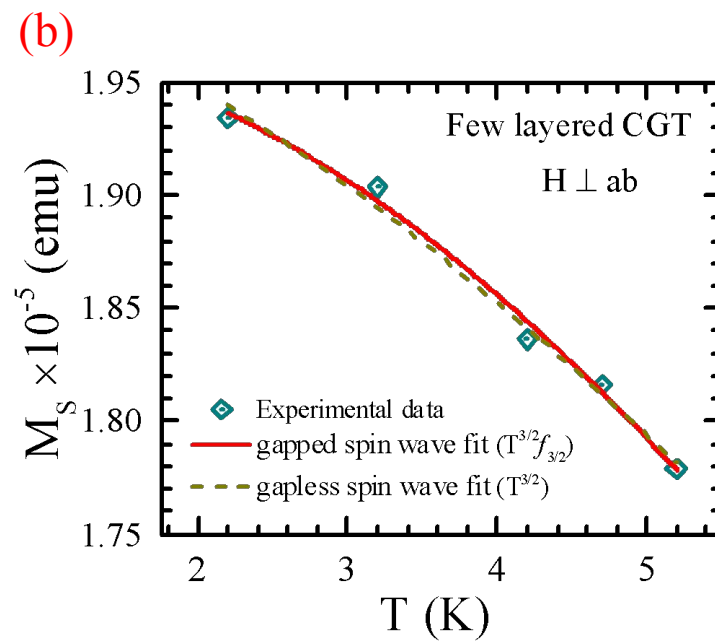 (b)
1.95
1.90
1.85
1.80
1.75
M_S ×10^-5 (emu)
Few layered CGT
H ⊥ ab
Experimental data
gapped spin wave fit (T^3/2 f_3/2)
gapless spin wave fit (T^3/2)
2 3 4 5
T (K)